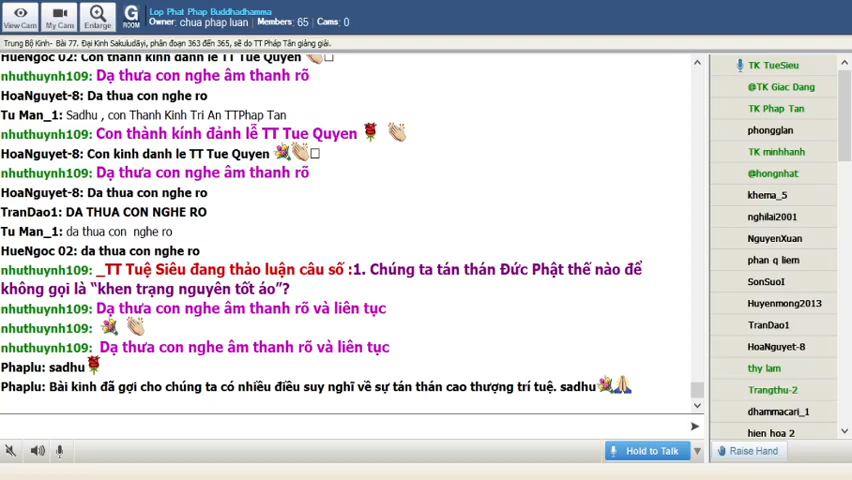 Lop Phat Phap Buddhadhamma
Owner: chua phap luan Members: 65 Cams: 0
View Cam
My Cam
Enlarge
G
ROOM
Trung Bộ Kinh- Bài 77. Đại Kinh Sakuludāyi, phân đoạn 363 đến 365, sẽ do TT Pháp Tân giảng giải.
HueNgoc 02: Con thành kính đảnh lễ TT Tue Quyen
nhuthuynh109: Dạ thưa con nghe âm thanh rõ
HoaNguyet-8: Da thua con nghe ro
Tu Man_1: Sadhu , con Thanh Kinh Tri An TTPhap Tan
nhuthuynh109: Con thành kính đảnh lễ TT Tue Quyen
HoaNguyet-8: Con kinh danh le TT Tue Quyen
nhuthuynh109: Dạ thưa con nghe âm thanh rõ
HoaNguyet-8: Da thua con nghe ro
TranDao1: DA THUA CON NGHE RO
Tu Man_1: da thua con nghe ro
HueNgoc 02: da thua con nghe ro
nhuthuynh109: _TT Tuệ Siêu đang thảo luận câu số :1. Chúng ta tán thán Đức Phật thế nào để
không gọi là “khen trạng nguyên tốt áo”?
nhuthuynh109: Dạ thưa con nghe âm thanh rõ và liên tục
nhuthuynh109:
nhuthuynh109: Dạ thưa con nghe âm thanh rõ và liên tục
Phaplu: sadhu
Phaplu: Bài kinh đã gợi cho chúng ta có nhiều điều suy nghĩ về sự tán thán cao thượng trí tuệ. sadhu
Hold to Talk
TK TueSieu
@TK Giac Dang
TK Phap Tan
phongglan
TK minhhanh
@hongnhat
khema_5
nghilai2001
NguyenXuan
phan q liem
SonSuoI
Huyenmong2013
TranDao1
HoaNguyet-8
thy lam
Trangthu-2
dhammacari_1
hien hoa 2
Raise Hand